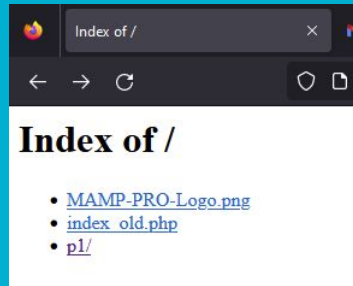 Index of /
Index of /
MAMP-PRO-Logo.png
index_old.php
p1/